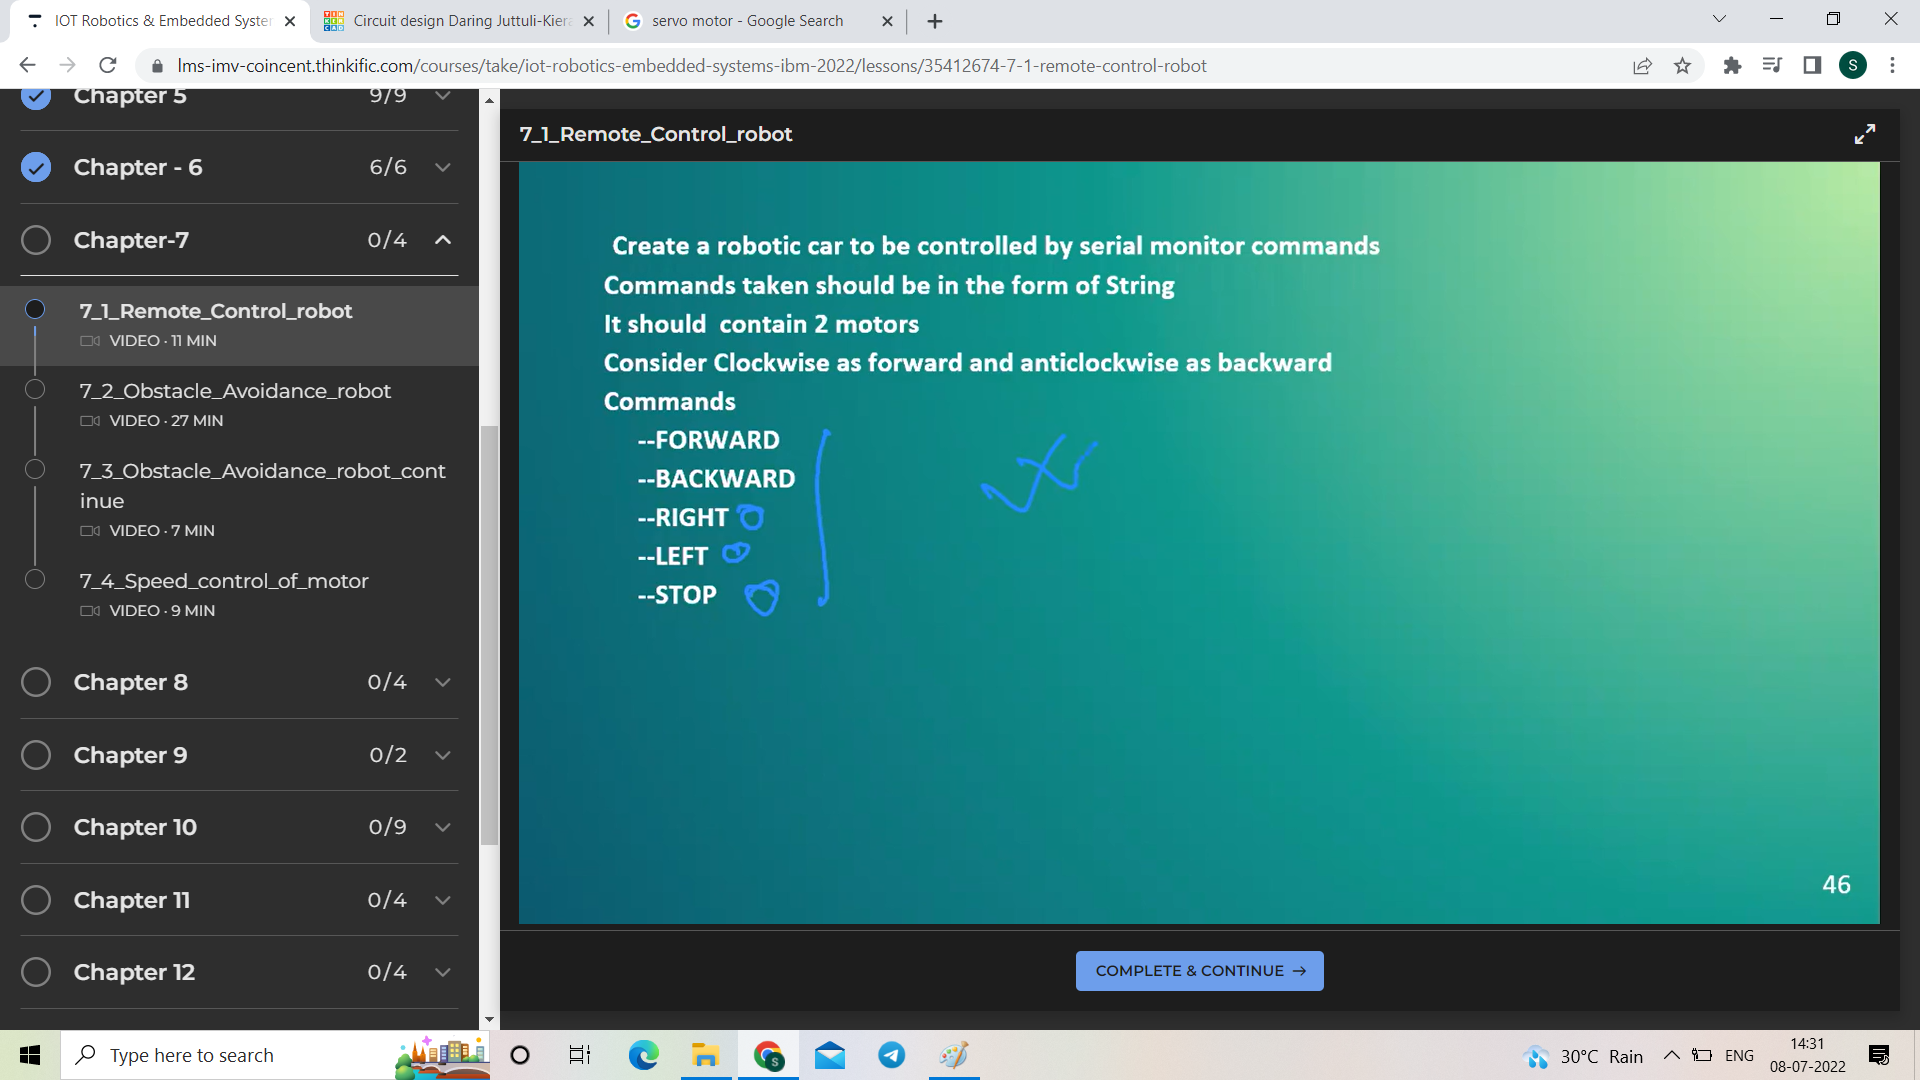 IOT Robotics & Embedded Syster
Circuit design Daring Juttuli-Kiera
servo motor - Google Search
lms-imv-coincent.thinkific.com/courses/take/iot-robotics-embedded-systems-ibm-2022/lessons/35412674-7-1-remote-control-robot
S
Chapter 5 9/9
Chapter - 6 6/6
Chapter-7 0/4
7_1_Remote_Control_robot
VIDEO · 11 MIN
7_2_Obstacle_Avoidance_robot
VIDEO · 27 MIN
7_3_Obstacle_Avoidance_robot_cont
inue
VIDEO · 7 MIN
7_4_Speed_control_of_motor
VIDEO · 9 MIN
Chapter 8 0/4
Chapter 9 0/2
Chapter 10 0/9
Chapter 11 0/4
Chapter 12 0/4
7_1_Remote_Control_robot
Create a robotic car to be controlled by serial monitor commands
Commands taken should be in the form of String
It should contain 2 motors
Consider Clockwise as forward and anticlockwise as backward
Commands
--FORWARD
--BACKWARD
--RIGHT
--LEFT
--STOP
46
COMPLETE & CONTINUE →
Type here to search
30°C Rain
ENG
14:31
08-07-2022